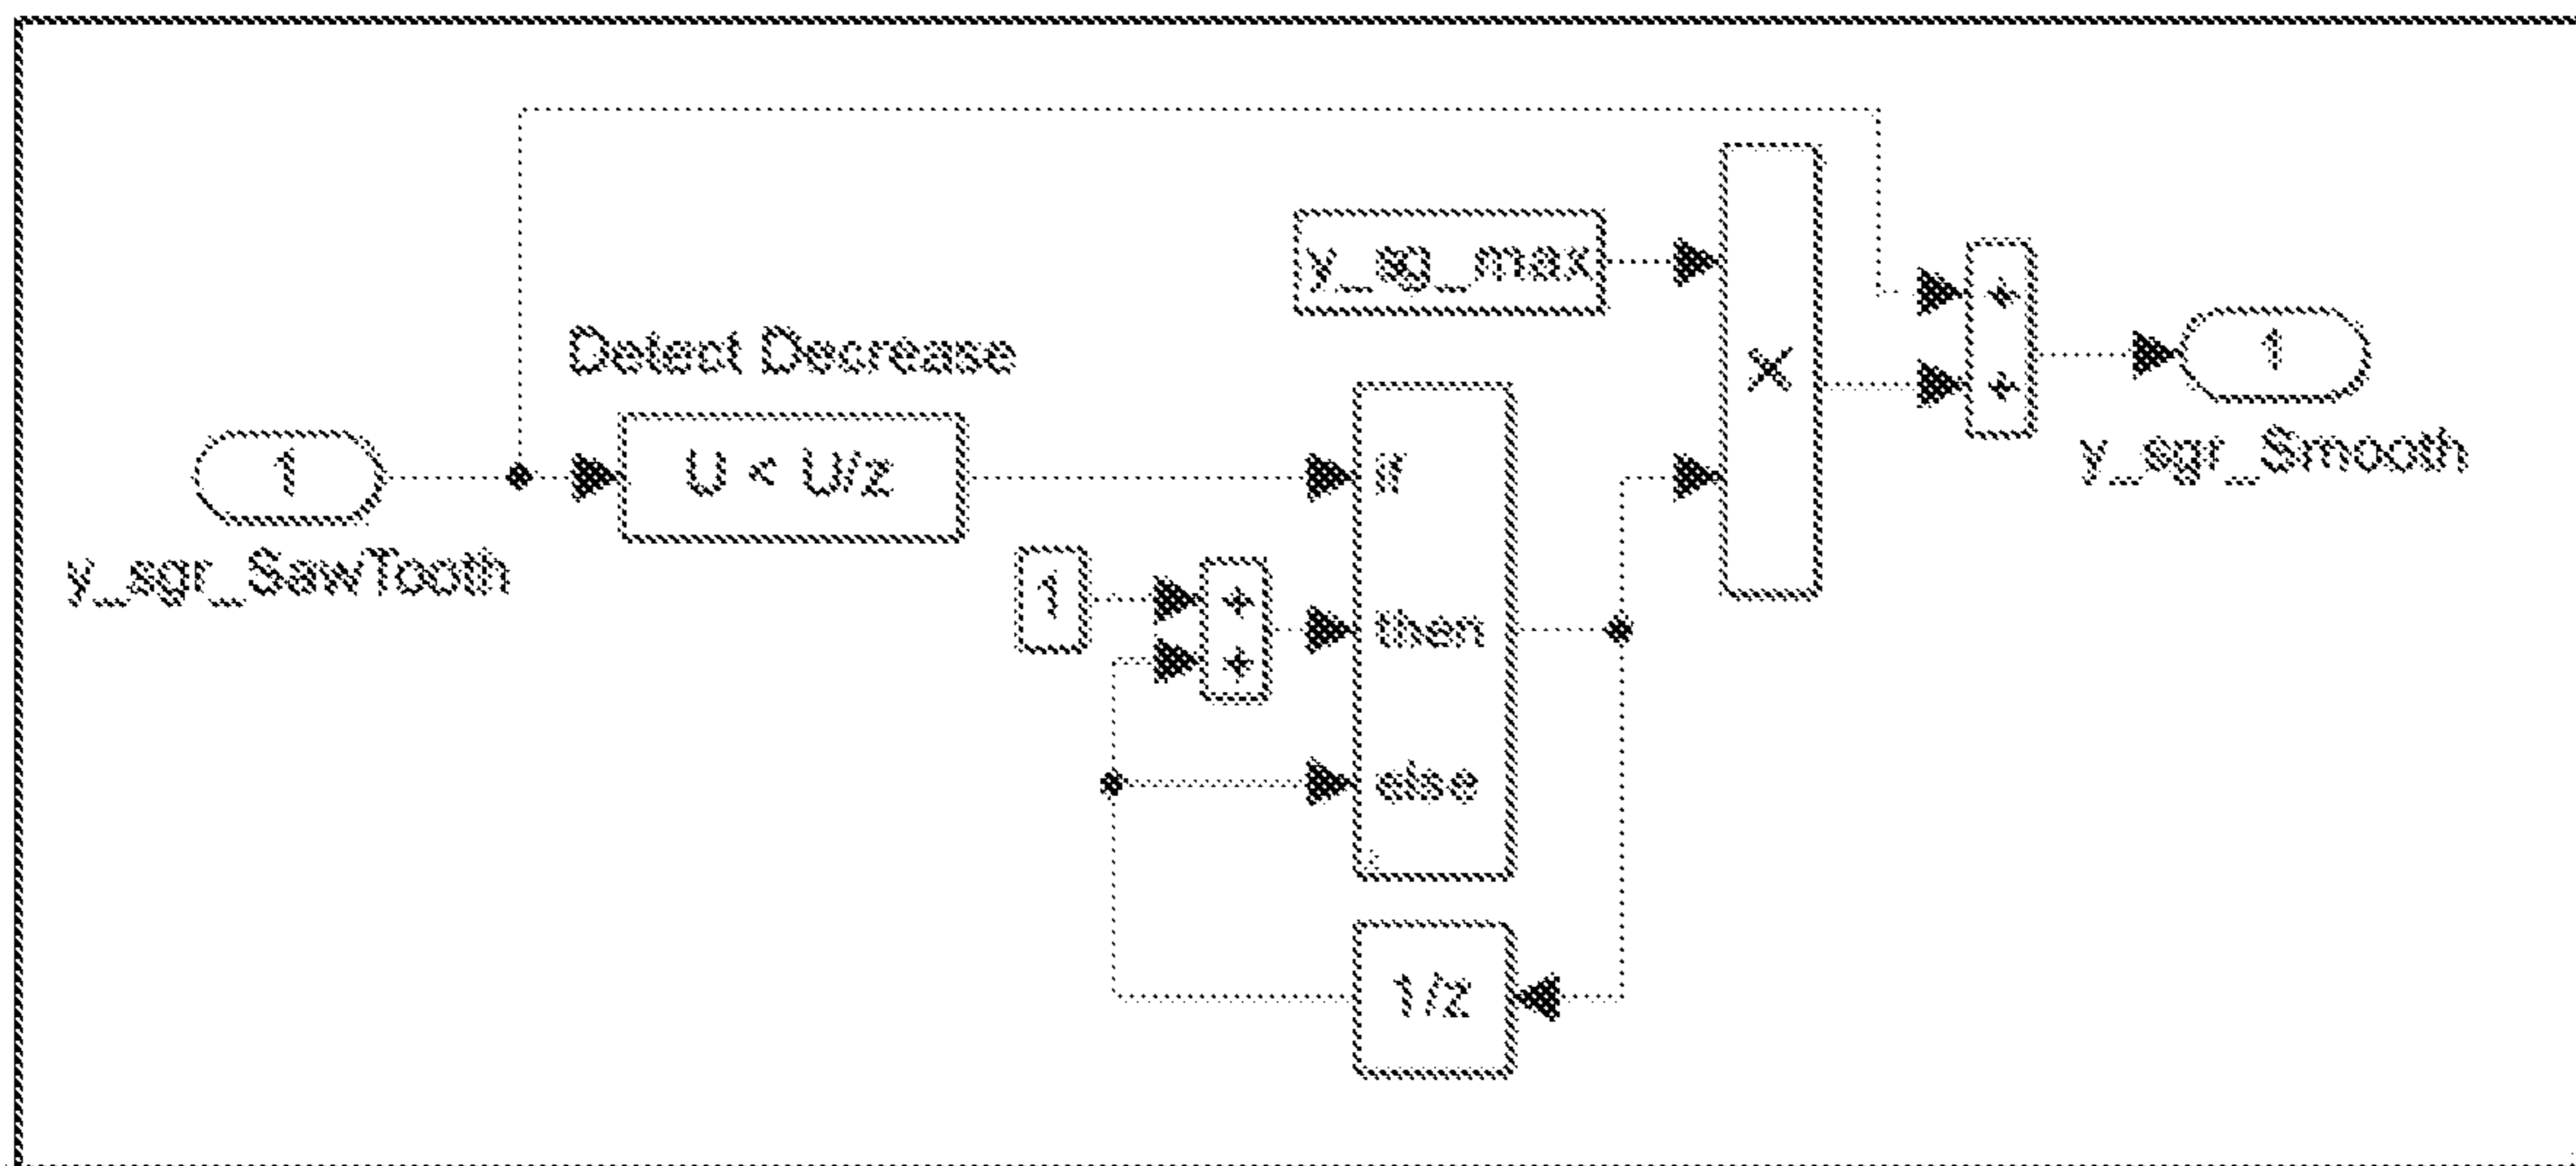 y_sg_max
×
+
+
1
y_sgr_Smooth
Detect Decrease
1
y_sgr_SawTooth
U < U/z
if
1
+
+
then
else
1/z